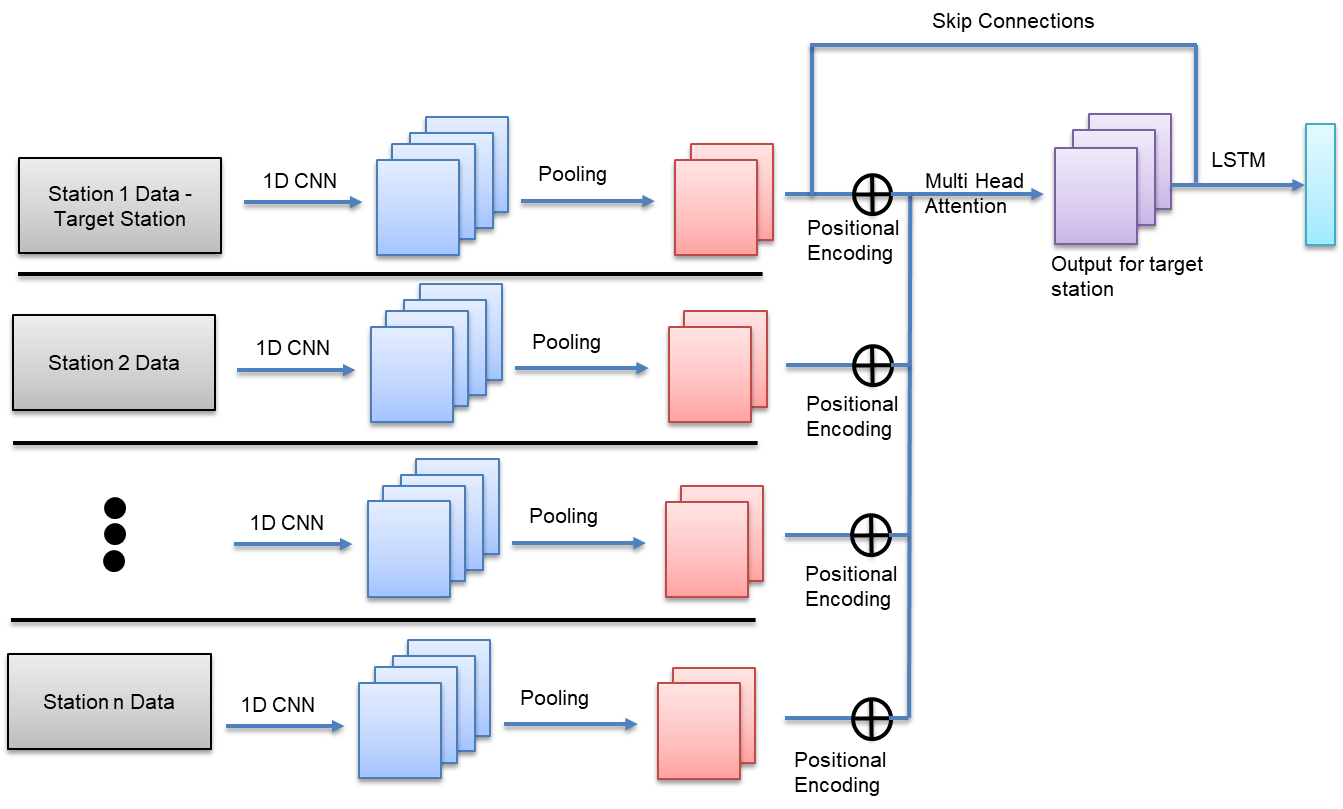 Skip Connections
Station 1 Data -
Target Station
1D CNN
Pooling
Positional
Encoding
Multi Head
Attention
Output for target
station
LSTM
Station 2 Data
1D CNN
Pooling
Positional
Encoding
1D CNN
Pooling
Positional
Encoding
Station n Data
1D CNN
Pooling
Positional
Encoding